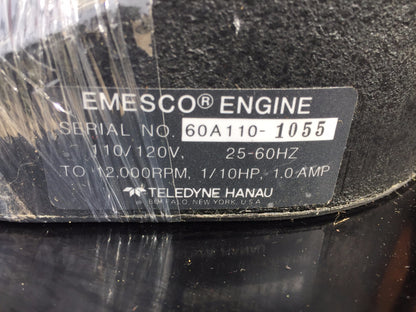 EMESCO® ENGINE
SERIAL NO. 60A110-1055
110/120V, 25-60HZ
TO 12,000RPM, 1/10HP, 1.0 AMP
TELEDYNE HANAU
BUFFALO, NEW YORK, U.S.A.